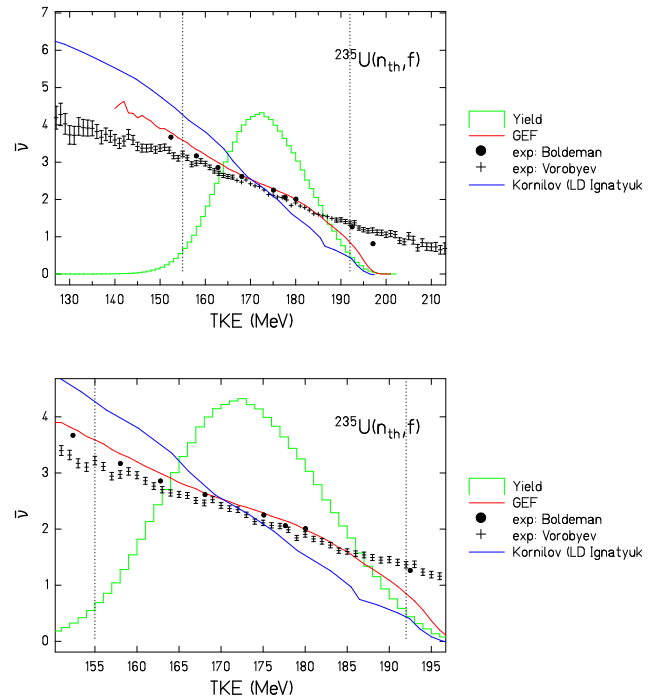 7
6
5
4
3
2
1
0
ν̄
130 140 150 160 170 180 190 200 210
TKE (MeV)
²³⁵U(n_th,f)
Yield
GEF
exp: Boldeman
exp: Vorobyev
Kornilov (LD Ignatyuk
4
3
2
1
0
ν̄
155 160 165 170 175 180 185 190 195
TKE (MeV)
²³⁵U(n_th,f)
Yield
GEF
exp: Boldeman
exp: Vorobyev
Kornilov (LD Ignatyuk